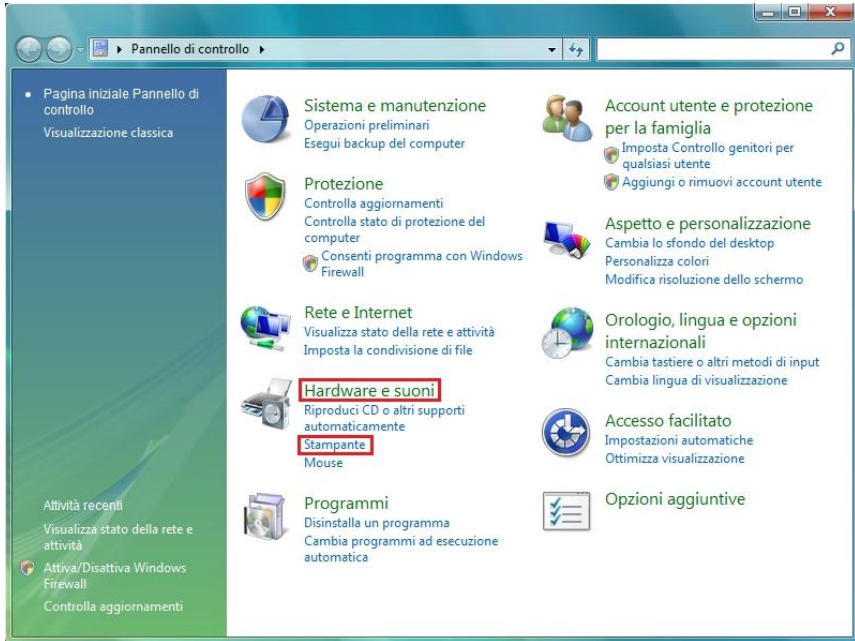 Pannello di controllo
Pagina iniziale Pannello di
controllo
Visualizzazione classica
Attività recenti
Visualizza stato della rete e
attività
Attiva/Disattiva Windows
Firewall
Controlla aggiornamenti
Sistema e manutenzione
Operazioni preliminari
Esegui backup del computer
Protezione
Controlla aggiornamenti
Controlla stato di protezione del
computer
Consenti programma con Windows
Firewall
Rete e Internet
Visualizza stato della rete e attività
Imposta la condivisione di file
Hardware e suoni
Riproduci CD o altri supporti
automaticamente
Stampante
Mouse
Programmi
Disinstalla un programma
Cambia programmi ad esecuzione
automatica
Account utente e protezione
per la famiglia
Imposta Controllo genitori per
qualsiasi utente
Aggiungi o rimuovi account utente
Aspetto e personalizzazione
Cambia lo sfondo del desktop
Personalizza colori
Modifica risoluzione dello schermo
Orologio, lingua e opzioni
internazionali
Cambia tastiere o altri metodi di input
Cambia lingua di visualizzazione
Accesso facilitato
Impostazioni automatiche
Ottimizza visualizzazione
Opzioni aggiuntive